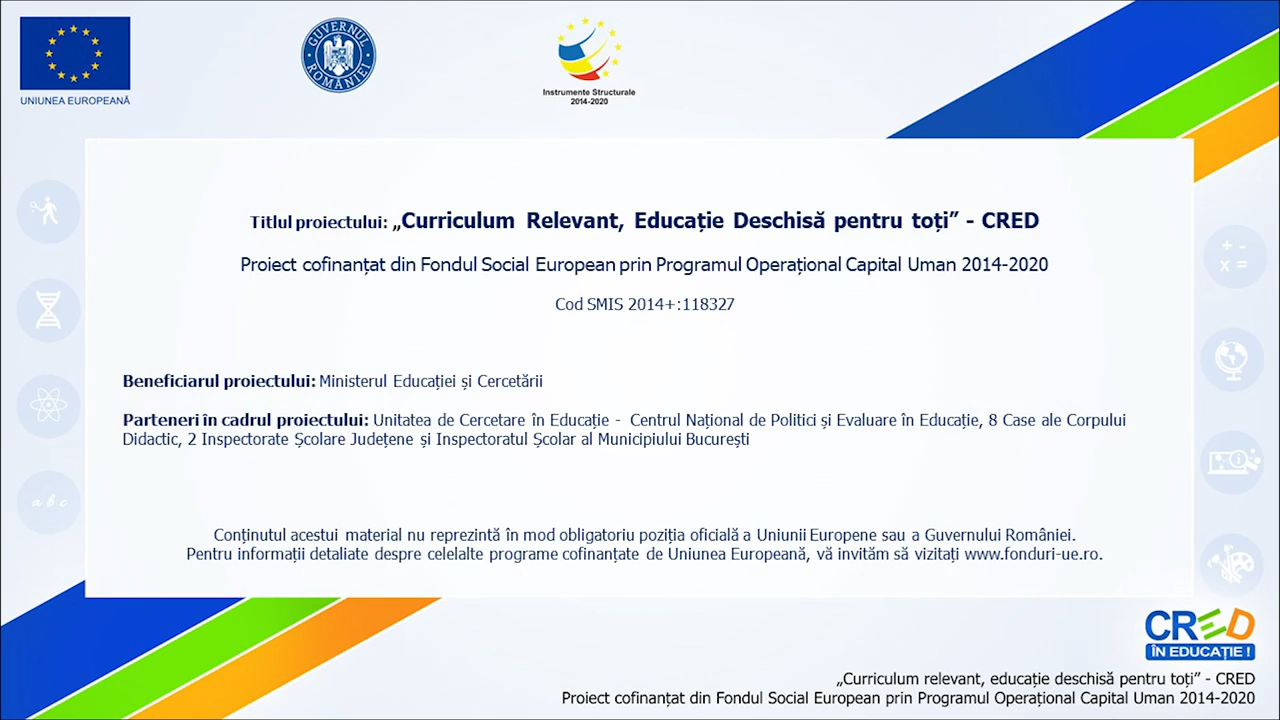 UNIUNEA EUROPEANĂ
GUVERNUL ROMÂNIEI
Instrumente Structurale
2014-2020
Titlul proiectului: „Curriculum Relevant, Educație Deschisă pentru toți” - CRED
Proiect cofinanțat din Fondul Social European prin Programul Operațional Capital Uman 2014-2020
Cod SMIS 2014+:118327
+ -
x =
Beneficiarul proiectului: Ministerul Educației și Cercetării
Parteneri în cadrul proiectului: Unitatea de Cercetare în Educație - Centrul Național de Politici și Evaluare în Educație, 8 Case ale Corpului
Didactic, 2 Inspectorate Școlare Județene și Inspectoratul Școlar al Municipiului București
a b c
Conținutul acestui material nu reprezintă în mod obligatoriu poziția oficială a Uniunii Europene sau a Guvernului României.
Pentru informații detaliate despre celelalte programe cofinanțate de Uniunea Europeană, vă invităm să vizitați www.fonduri-ue.ro.
CRED
ÎN EDUCAȚIE !
„Curriculum relevant, educație deschisă pentru toți” - CRED
Proiect cofinanțat din Fondul Social European prin Programul Operațional Capital Uman 2014-2020